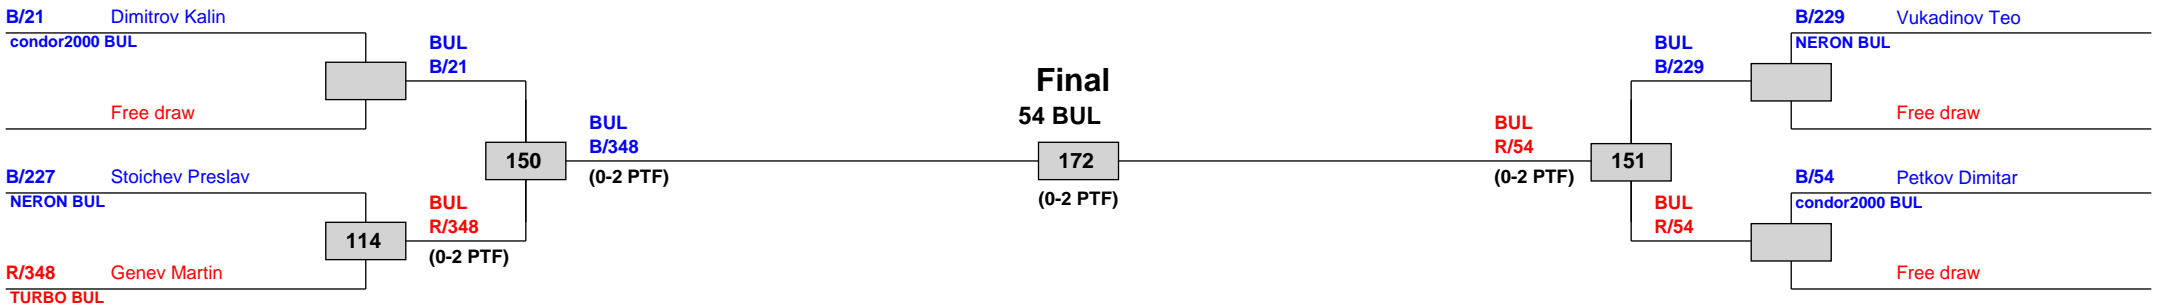 B/21 Dimitrov Kalin
condor2000 BUL
BUL
B/21
Free draw
B/227 Stoichev Preslav
NERON BUL
114
BUL
R/348
(0-2 PTF)
R/348 Genev Martin
TURBO BUL
150
BUL
B/348
(0-2 PTF)
Final
54 BUL
172
(0-2 PTF)
BUL
R/54
(0-2 PTF)
151
BUL
B/229
BUL
R/54
B/229 Vukadinov Teo
NERON BUL
Free draw
B/54 Petkov Dimitar
condor2000 BUL
Free draw